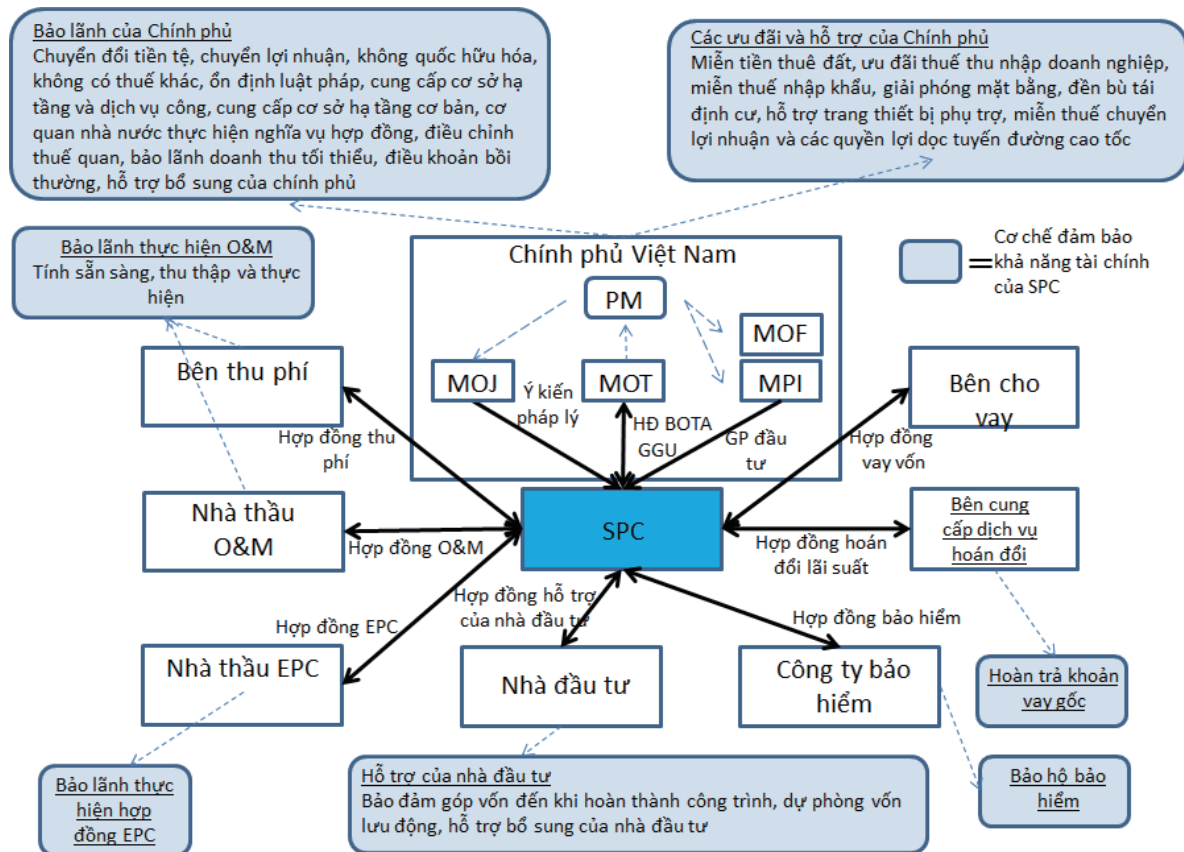 Bảo lãnh của Chính phủ
Chuyển đổi tiền tệ, chuyển lợi nhuận, không quốc hữu hóa,
không có thuế khác, ổn định luật pháp, cung cấp cơ sở hạ
tầng và dịch vụ công, cung cấp cơ sở hạ tầng cơ bản, cơ
quan nhà nước thực hiện nghĩa vụ hợp đồng, điều chỉnh
thuế quan, bảo lãnh doanh thu tối thiểu, điều khoản bồi
thường, hỗ trợ bổ sung của chính phủ
Các ưu đãi và hỗ trợ của Chính phủ
Miễn tiền thuê đất, ưu đãi thuế thu nhập doanh nghiệp,
miễn thuế nhập khẩu, giải phóng mặt bằng, đền bù tái
định cư, hỗ trợ trang thiết bị phụ trợ, miễn thuế chuyển
lợi nhuận và các quyền lợi dọc tuyến đường cao tốc
Bảo lãnh thực hiện O&M
Tính sẵn sàng, thu thập và thực
hiện
Chính phủ Việt Nam
PM
MOF
MOJ
MOT
MPI
Ý kiến
pháp lý
HĐ BOTA
GGU
GP đầu
tư
=
Cơ chế đảm bảo
khả năng tài chính
của SPC
Bên thu phí
Bên cho
vay
Hợp đồng thu
phí
Hợp đồng
vay vốn
Nhà thầu
O&M
Hợp đồng O&M
SPC
Hợp đồng hoán
đổi lãi suất
Bên cung
cấp dịch vụ
hoán đổi
Hợp đồng EPC
Hợp đồng hỗ trợ
của nhà đầu tư
Hợp đồng bảo hiểm
Nhà thầu EPC
Nhà đầu tư
Công ty bảo
hiểm
Hoàn trả khoản
vay gốc
Bảo lãnh thực
hiện hợp
đồng EPC
Hỗ trợ của nhà đầu tư
Bảo đảm góp vốn đến khi hoàn thành công trình, dự phòng vốn
lưu động, hỗ trợ bổ sung của nhà đầu tư
Bảo hộ bảo
hiểm